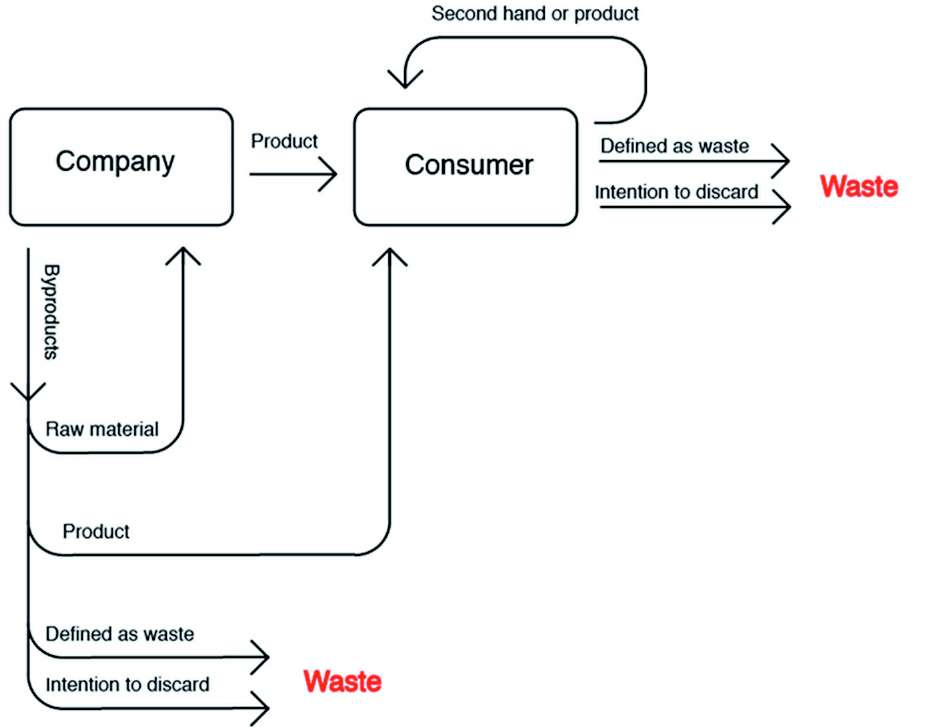 Second hand or product
Company
Product
Consumer
Defined as waste
Intention to discard
Waste
Byproducts
Raw material
Product
Defined as waste
Intention to discard
Waste